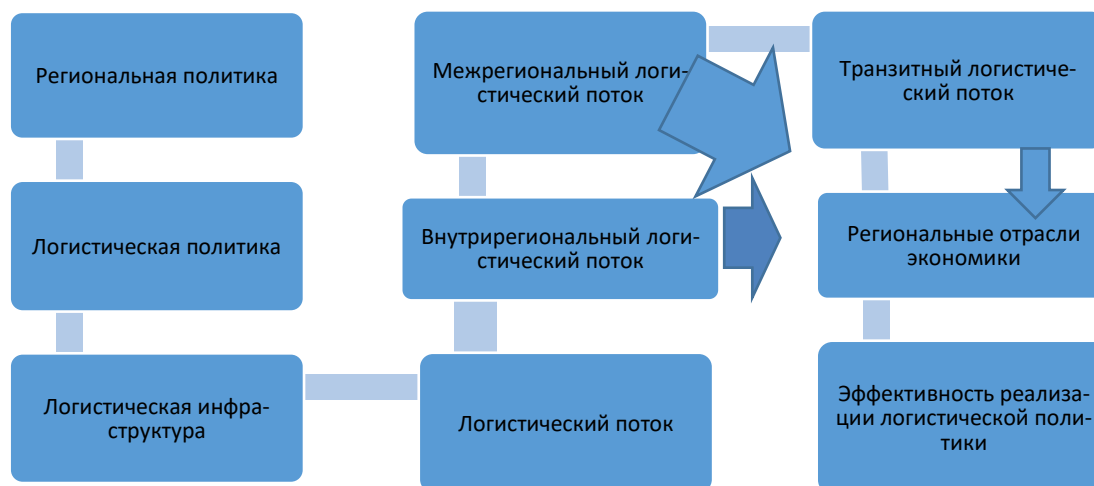 Региональная политика
Логистическая политика
Логистическая инфра-
структура
Межрегиональный логи-
стический поток
Внутрирегиональный логи-
стический поток
Логистический поток
Транзитный логистиче-
ский поток
Региональные отрасли
экономики
Эффективность реализа-
ции логистической поли-
тики